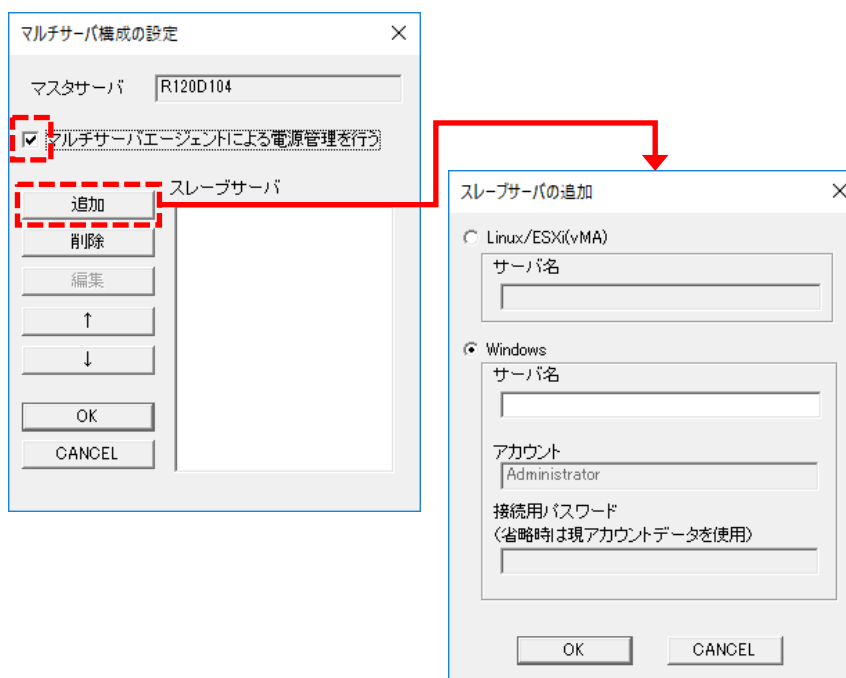 マルチサーバ構成の設定
マスタサーバ R120D104
マルチサーバエージェントによる電源管理を行う
スレーブサーバ
追加
削除
編集
↑
↓
OK
CANCEL
スレーブサーバの追加
Linux/ESXi(vMA)
サーバ名
Windows
サーバ名
アカウント
Administrator
接続用パスワード
(省略時は現アカウントデータを使用)
OK CANCEL